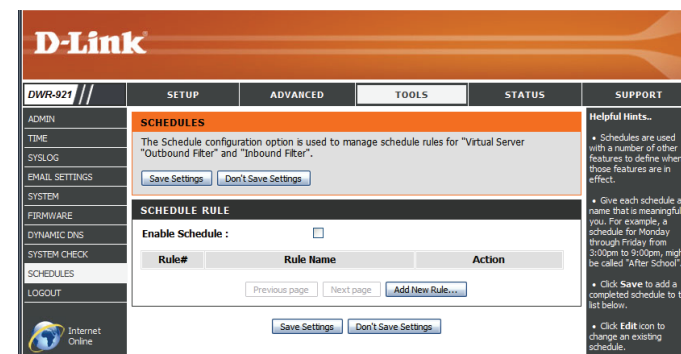 D-Link
DWR-921
SETUP
ADVANCED
TOOLS
STATUS
SUPPORT
ADMIN
TIME
SYSLOG
EMAIL SETTINGS
SYSTEM
FIRMWARE
DYNAMIC DNS
SYSTEM CHECK
SCHEDULES
LOGOUT
Internet
Online
SCHEDULES
The Schedule configuration option is used to manage schedule rules for "Virtual Server
"Outbound Filter" and "Inbound Filter".
Save Settings Don't Save Settings
SCHEDULE RULE
Enable Schedule :
Rule# Rule Name Action
Previous page Next page Add New Rule...
Save Settings Don't Save Settings
Helpful Hints..
• Schedules are used
with a number of other
features to define when
those features are in
effect.
• Give each schedule a
name that is meaningful
you. For example, a
schedule for Monday
through Friday from
3:00pm to 9:00pm, migh
be called "After School".
• Click Save to add a
completed schedule to t
list below.
• Click Edit icon to
change an existing
schedule.